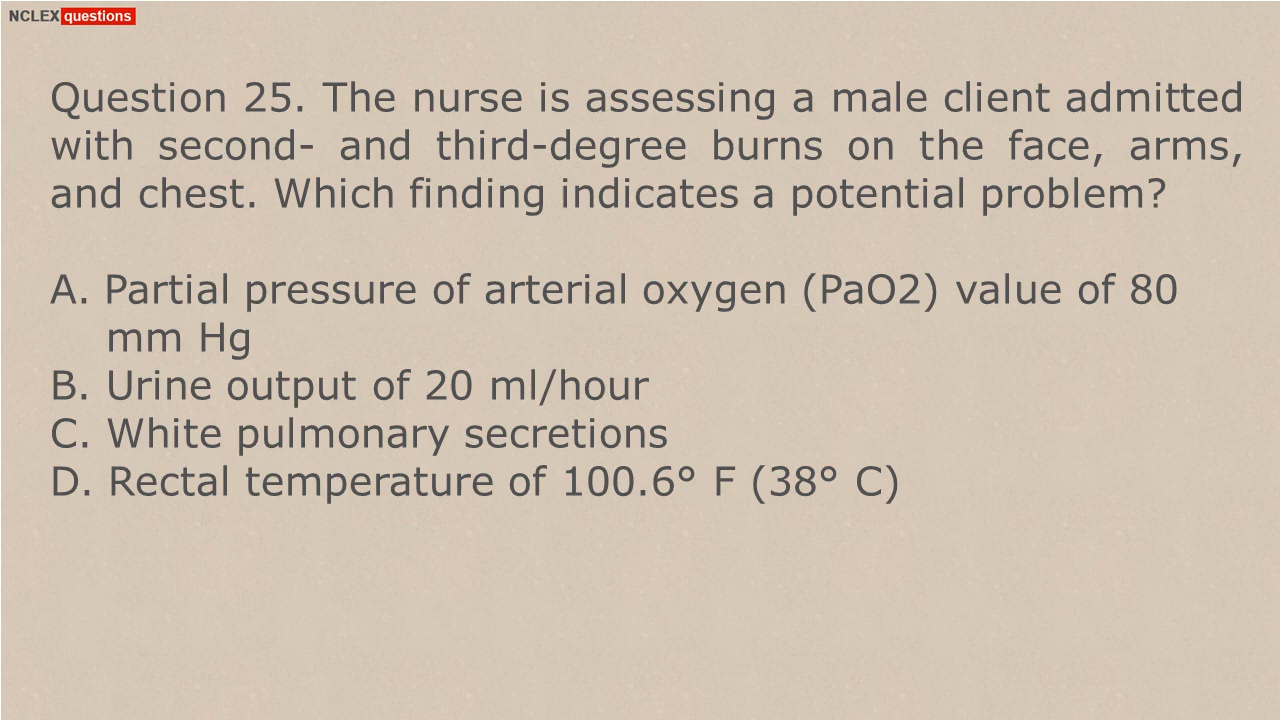 NCLEX questions
Question 25. The nurse is assessing a male client admitted
with second- and third-degree burns on the face, arms,
and chest. Which finding indicates a potential problem?
A. Partial pressure of arterial oxygen (PaO2) value of 80
mm Hg
B. Urine output of 20 ml/hour
C. White pulmonary secretions
D. Rectal temperature of 100.6° F (38° C)